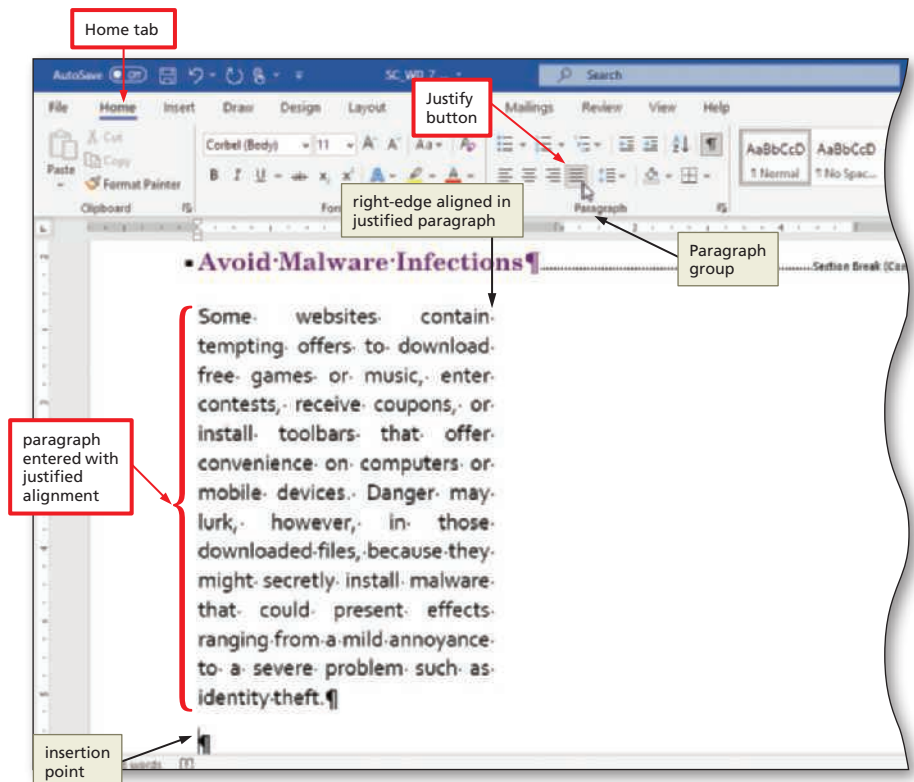 Home tab
AutoSave Off SC_WD_7... Search
File Home Insert Draw Design Layout Mailings Review View Help
Justify
button
Cut
Copy
Paste
Format Painter
Corbel (Body) 11
Aa
B I U ab x
AaBbCcD AaBbCcD
¶ Normal ¶ No Spac...
Clipboard Paragraph
right-edge aligned in
justified paragraph
Paragraph
group
Avoid·Malware·Infections¶ Section Break (Con
Some· websites· contain·
tempting· offers· to· download·
free· games· or· music,· enter·
contests,· receive· coupons,· or·
install· toolbars· that· offer·
convenience· on· computers· or·
mobile· devices.· Danger· may·
lurk,· however,· in· those·
downloaded·files,·because·they·
might· secretly· install· malware·
that· could· present· effects·
ranging·from·a·mild·annoyance·
to· a· severe· problem· such· as·
identity·theft.¶
paragraph
entered with
justified
alignment
¶
insertion
point
words